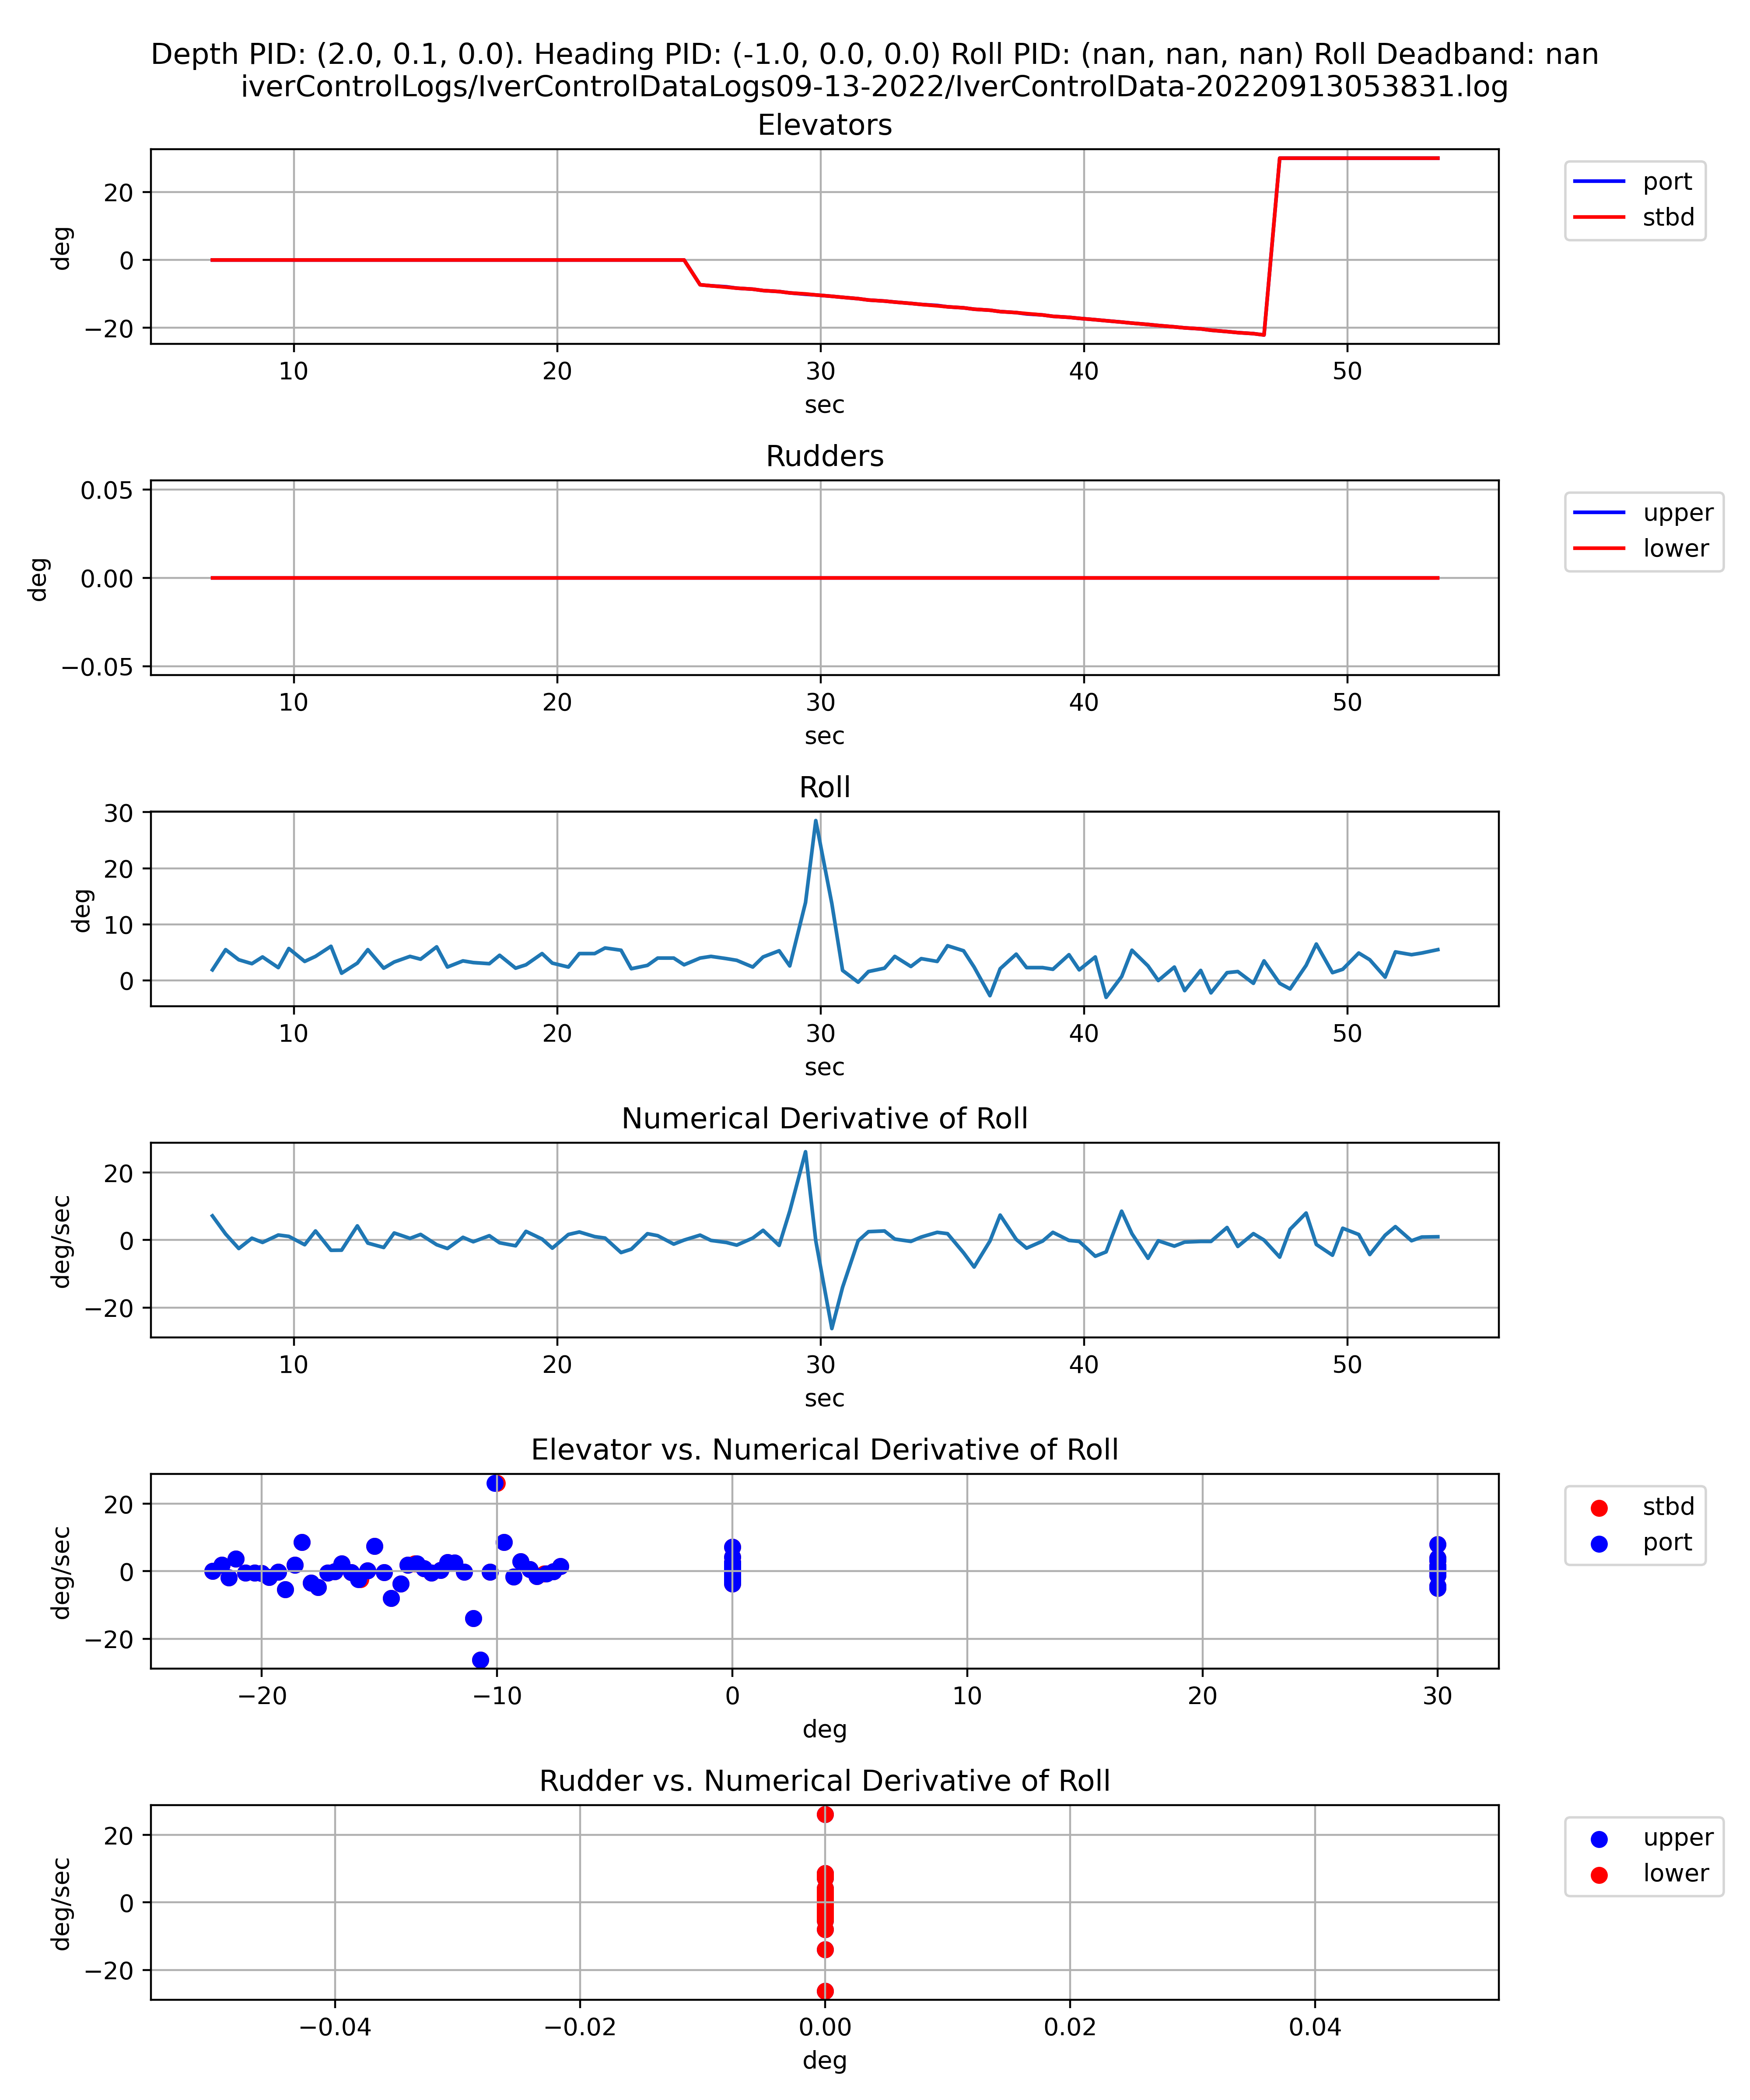 Depth PID: (2.0, 0.1, 0.0). Heading PID: (-1.0, 0.0, 0.0) Roll PID: (nan, nan, nan) Roll Deadband: nan
iverControlLogs/IverControlDataLogs09-13-2022/IverControlData-20220913053831.log
Elevators
20
0
−20
deg
10 20 30 40 50
sec
port
stbd
Rudders
0.05
0.00
−0.05
deg
10 20 30 40 50
sec
upper
lower
Roll
30
20
10
0
deg
10 20 30 40 50
sec
Numerical Derivative of Roll
20
0
−20
deg/sec
10 20 30 40 50
sec
Elevator vs. Numerical Derivative of Roll
20
0
−20
deg/sec
−20 −10 0 10 20 30
deg
stbd
port
Rudder vs. Numerical Derivative of Roll
20
0
−20
deg/sec
−0.04 −0.02 0.00 0.02 0.04
deg
upper
lower